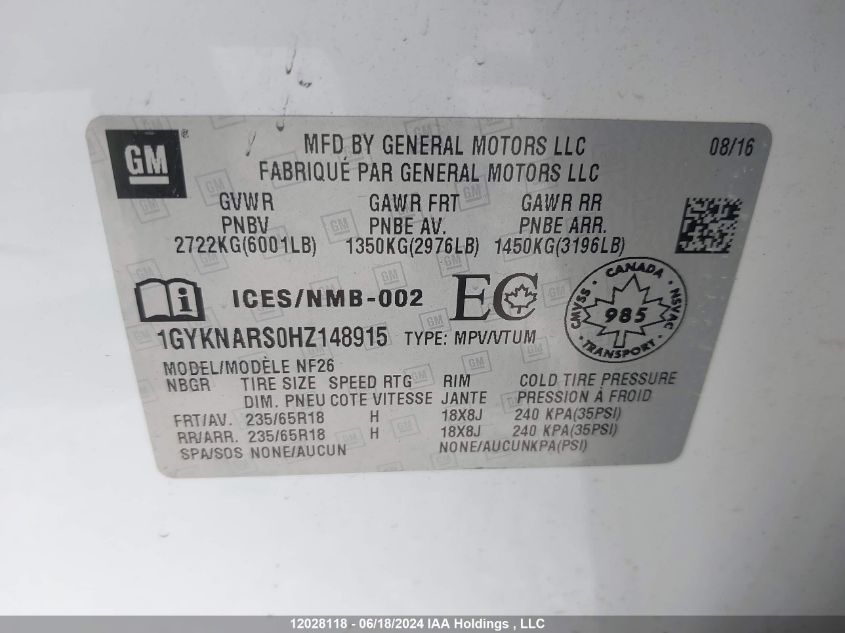 GM ®
MFD BY GENERAL MOTORS LLC 08/16
FABRIQUÉ PAR GENERAL MOTORS LLC
GVWR GAWR FRT GAWR RR
PNBV PNBE AV. PNBE ARR.
2722KG(6001LB) 1350KG(2976LB) 1450KG(3196LB)
i ICES/NMB-002 EC
CANADA
CMVSS 985 NSVAC
TRANSPORT
1GYKNARS0HZ148915 TYPE: MPV/VTUM
MODEL/MODÈLE NF26
NBGR TIRE SIZE SPEED RTG RIM COLD TIRE PRESSURE
DIM. PNEU COTE VITESSE JANTE PRESSION À FROID
FRT/AV. 235/65R18 H 18X8J 240 KPA(35PSI)
RR/ARR. 235/65R18 H 18X8J 240 KPA(35PSI)
SPA/SOS NONE/AUCUN NONE/AUCUNKPA(PSI)
12028118 - 06/18/2024 IAA Holdings , LLC